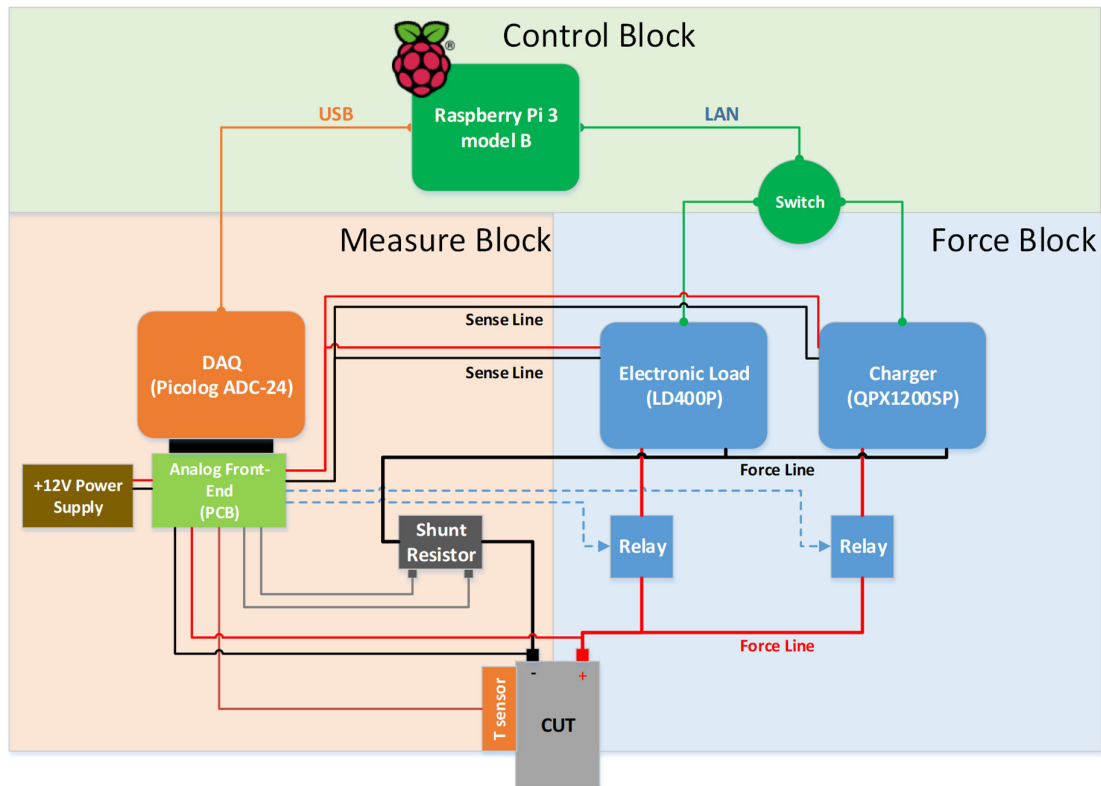 Control Block
®
Raspberry Pi 3
model B
USB
LAN
Switch
Measure Block
Force Block
Sense Line
Sense Line
DAQ
(Picolog ADC-24)
Electronic Load
(LD400P)
Charger
(QPX1200SP)
Force Line
+12V Power
Supply
Analog Front-
End
(PCB)
Shunt
Resistor
Relay
Relay
Force Line
-
+
T sensor
CUT